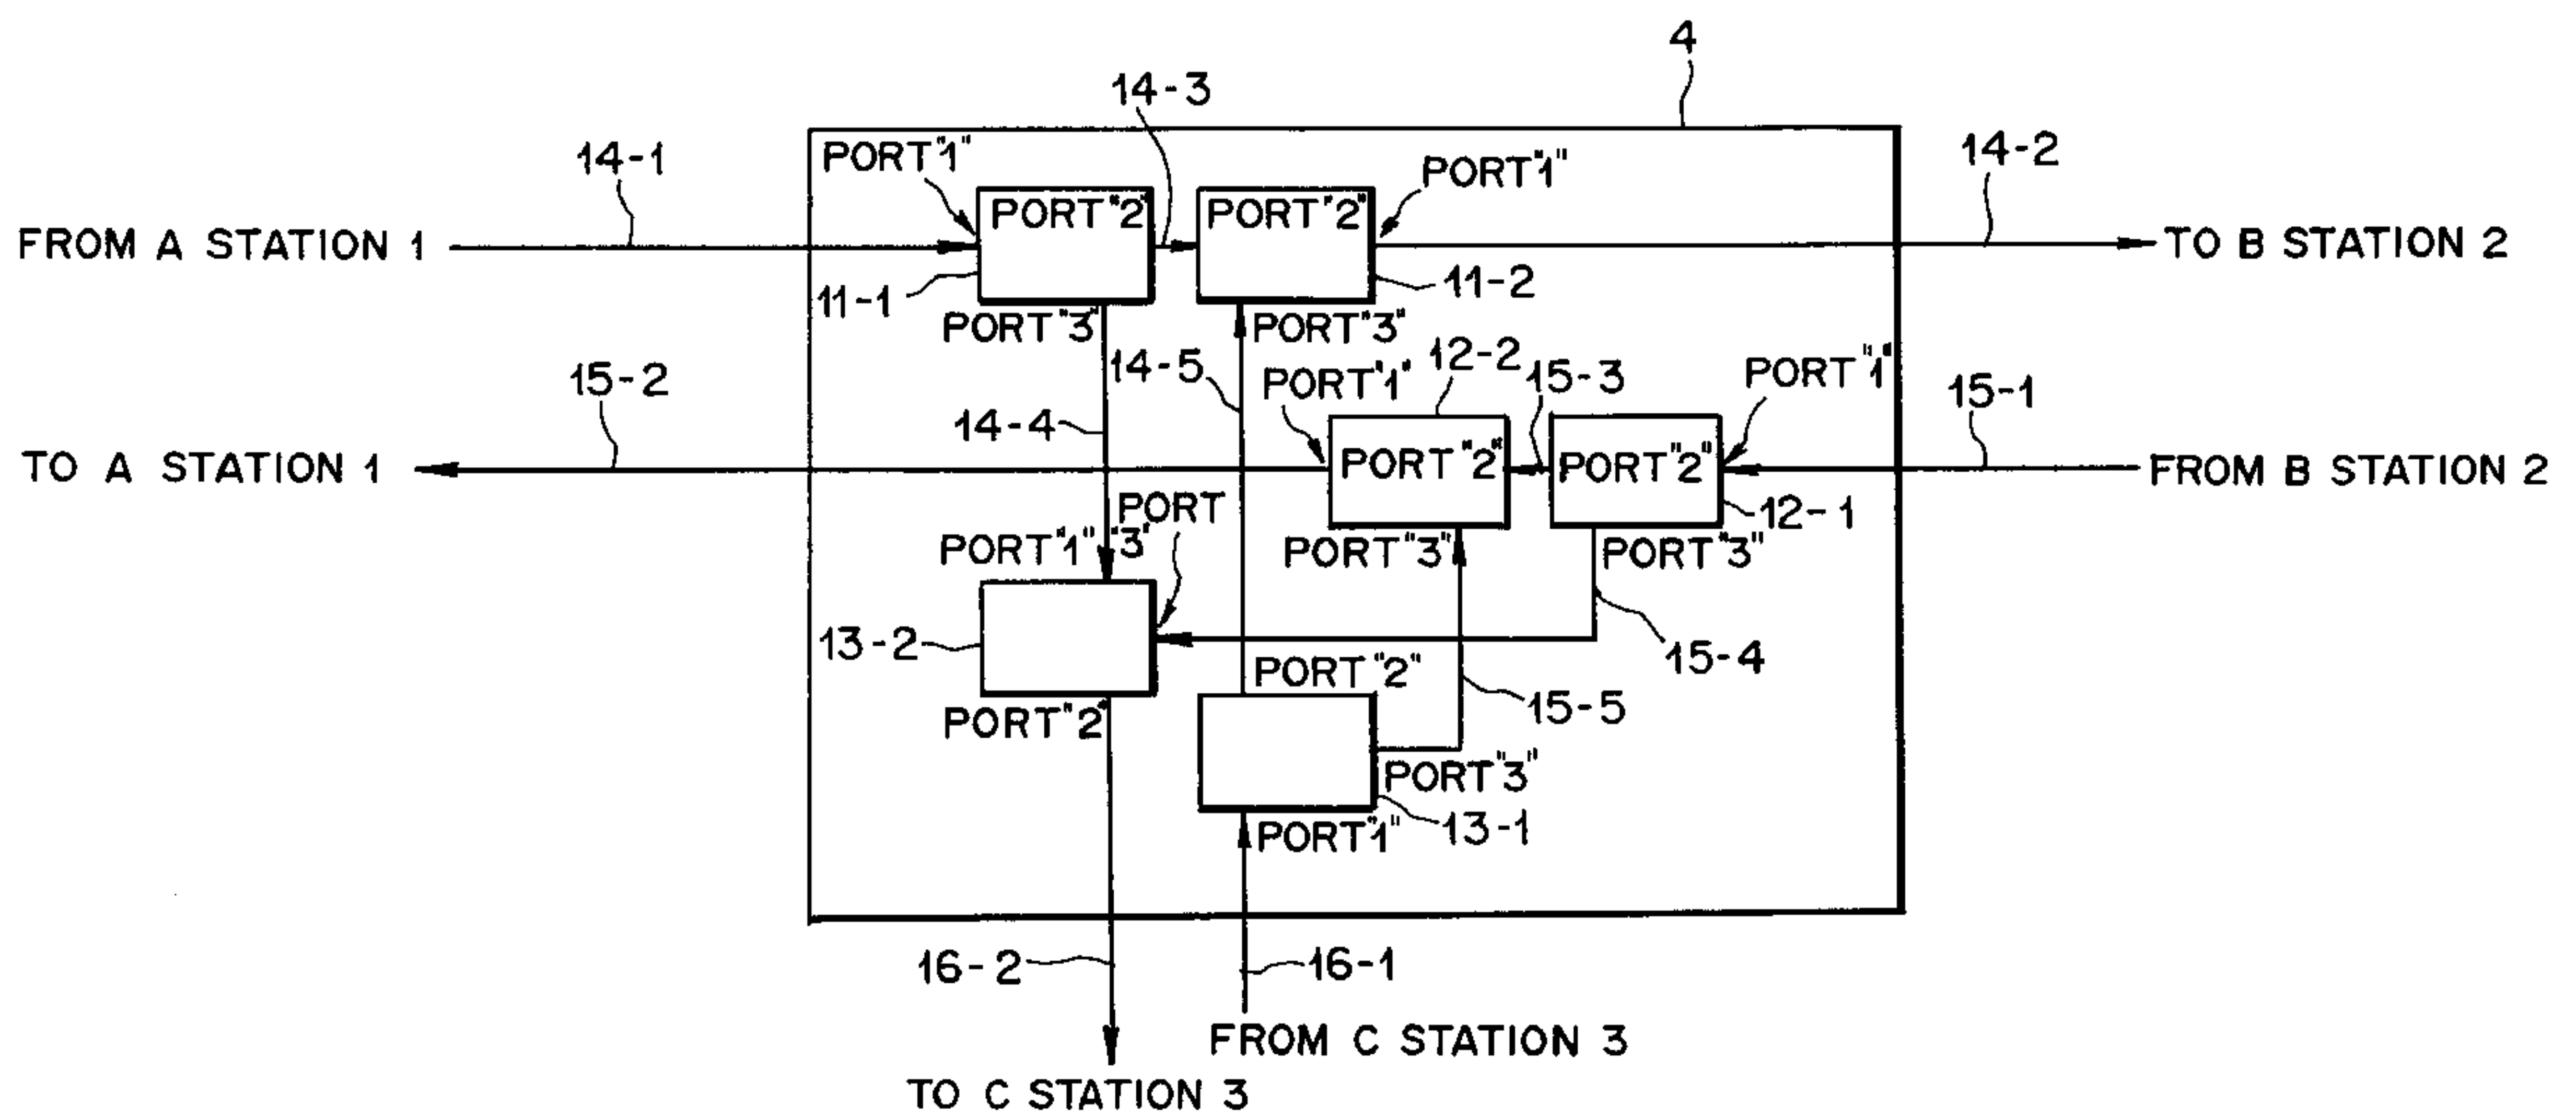 4
14-3
14-1
14-2
PORT"1"
PORT"1"
PORT"2"
PORT"2"
FROM A STATION 1
TO B STATION 2
11-1
11-2
PORT"3"
PORT"3"
12-2
14-5
15-3
PORT"1"
15-2
PORT"1"
15-1
14-4
TO A STATION 1
PORT"2"
PORT"2"
FROM B STATION 2
12-1
PORT
PORT"1" "3"
PORT"3"
PORT"3"
13-2
15-4
PORT"2"
15-5
PORT"2"
PORT"3"
13-1
PORT"1"
16-2
16-1
FROM C STATION 3
TO C STATION 3